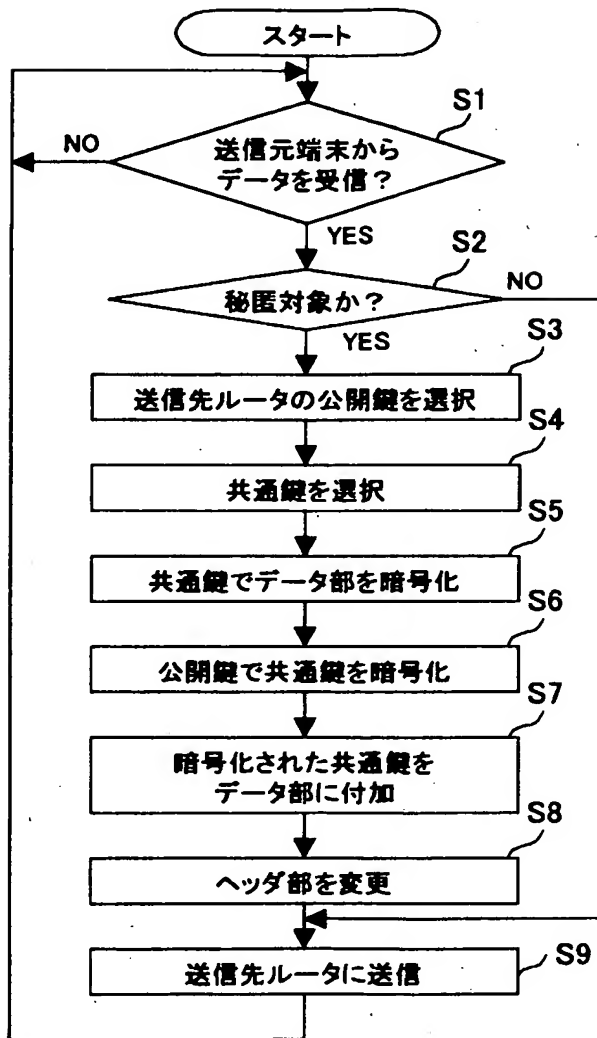 スタート
S1
送信元端末から
データを受信？
NO
YES
S2
秘匿対象か？
NO
YES
S3
送信先ルータの公開鍵を選択
S4
共通鍵を選択
S5
共通鍵でデータ部を暗号化
S6
公開鍵で共通鍵を暗号化
S7
暗号化された共通鍵を
データ部に付加
S8
ヘッダ部を変更
送信先ルータに送信
S9